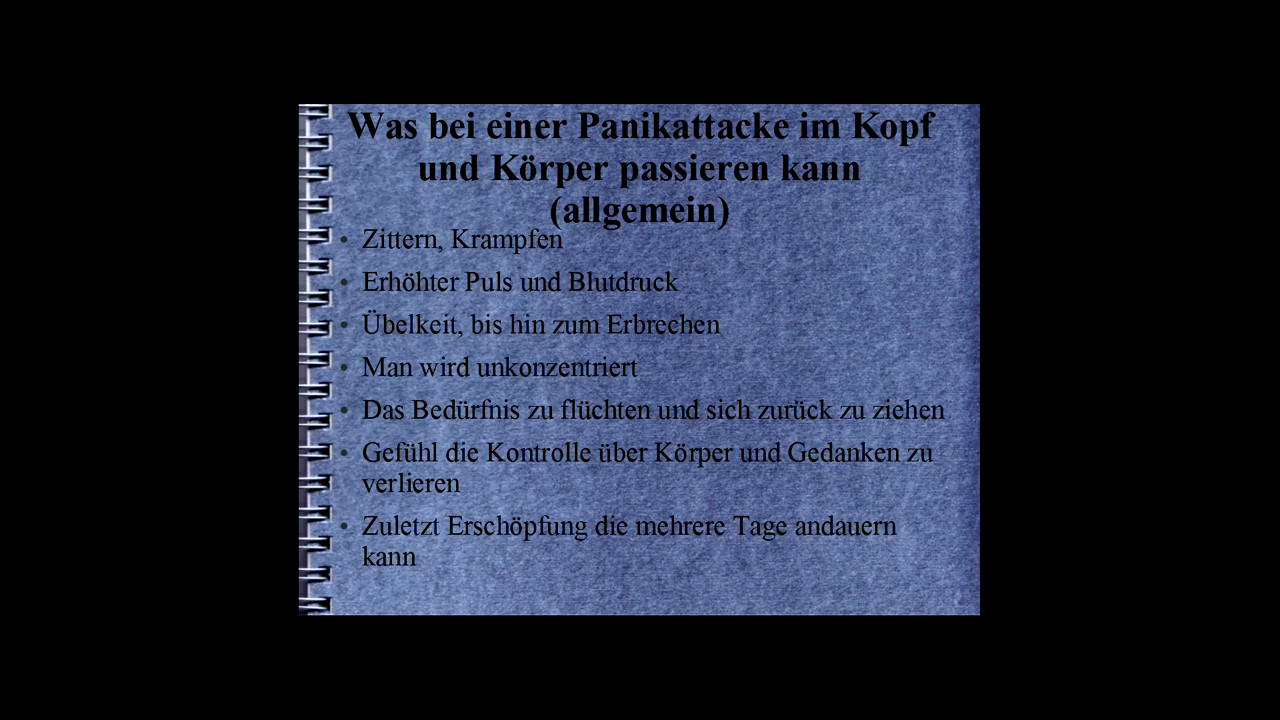 Was bei einer Panikattacke im Kopf
und Körper passieren kann
(allgemein)
• Zittern, Krampfen
• Erhöhter Puls und Blutdruck
• Übelkeit, bis hin zum Erbrechen
• Man wird unkonzentriert
• Das Bedürfnis zu flüchten und sich zurück zu ziehen
• Gefühl die Kontrolle über Körper und Gedanken zu
verlieren
• Zuletzt Erschöpfung die mehrere Tage andauern
kann